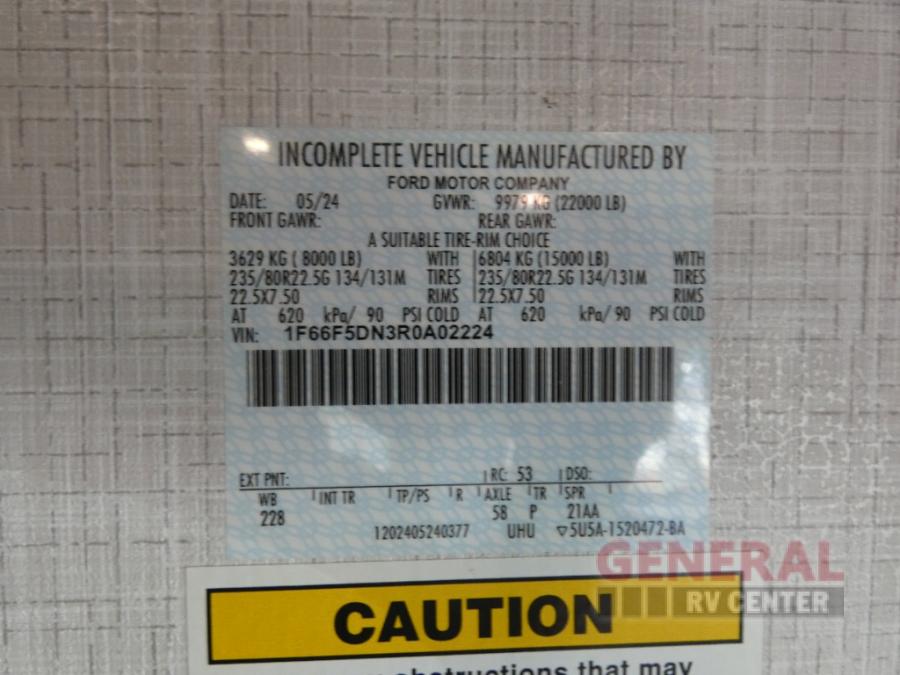 INCOMPLETE VEHICLE MANUFACTURED BY
FORD MOTOR COMPANY
DATE: 05/24 GVWR: 9979 KG (22000 LB)
FRONT GAWR: REAR GAWR:
A SUITABLE TIRE-RIM CHOICE
3629 KG ( 8000 LB) WITH 6804 KG (15000 LB) WITH
235/80R22.5G 134/131M TIRES 235/80R22.5G 134/131M TIRES
22.5X7.50 RIMS 22.5X7.50 RIMS
AT 620 kPa/ 90 PSI COLD AT 620 kPa/ 90 PSI COLD
VIN: 1F66F5DN3R0A02224
EXT PNT: RC: 53 DSO:
WB INT TR TP/PS R AXLE TR SPR
228 58 P 21AA
1202405240377 UHU ▽5U5A-1520472-BA
GENERAL
RV CENTER
CAUTION
obstructions that may